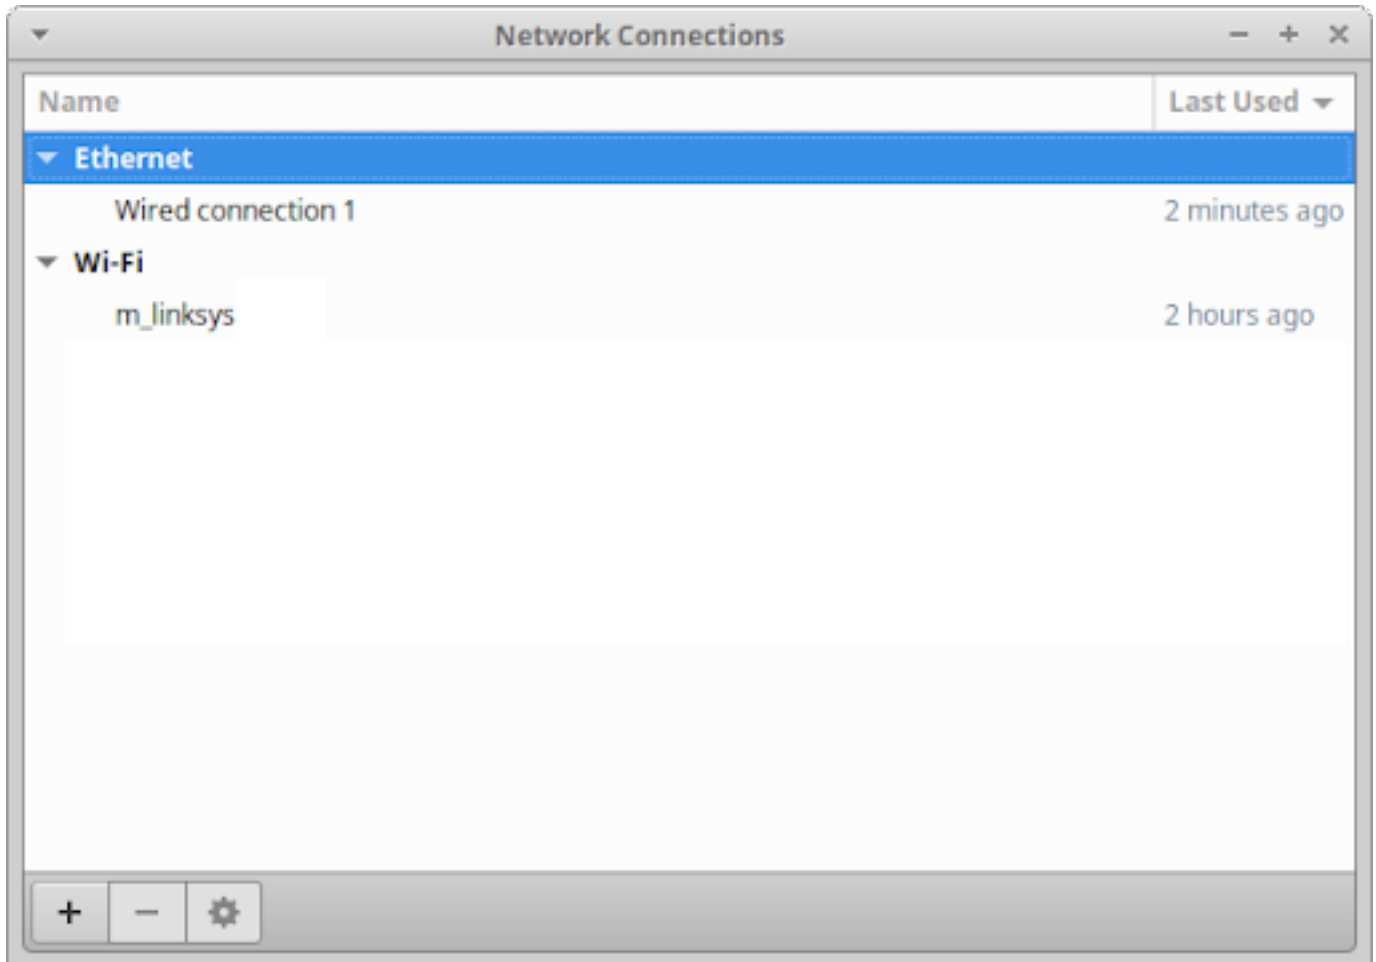 Network Connections
Name Last Used
Ethernet
Wired connection 1 2 minutes ago
Wi-Fi
m_linksys 2 hours ago